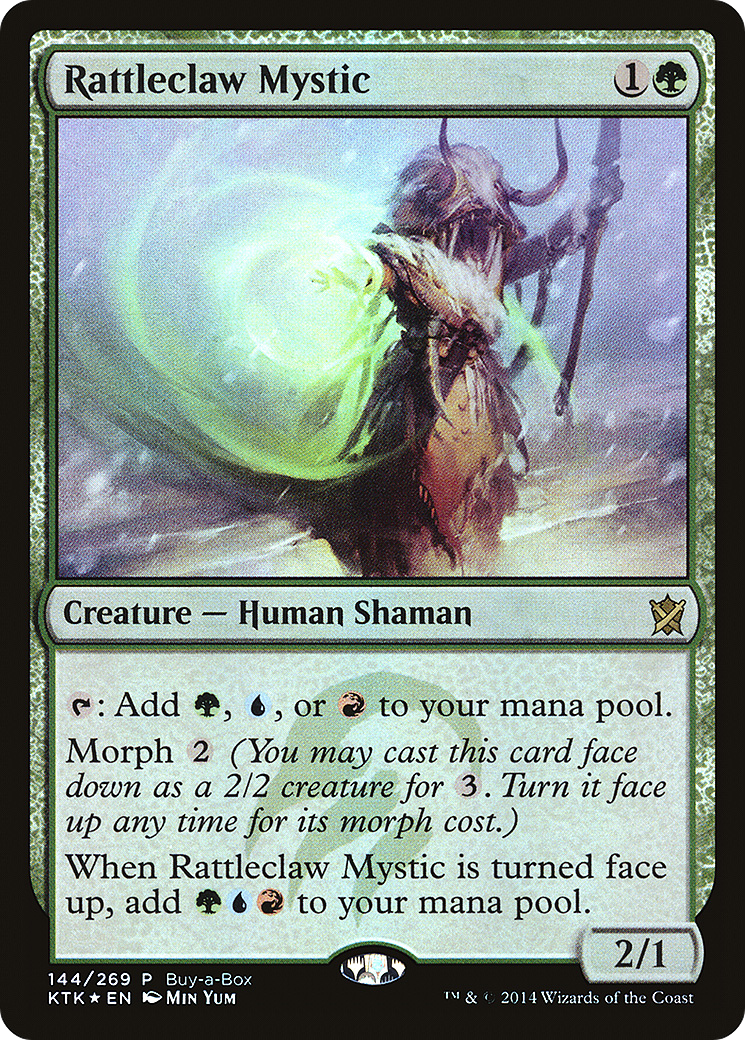 Rattleclaw Mystic 1
Creature — Human Shaman
: Add , , or to your mana pool.
Morph 2 (You may cast this card face
down as a 2/2 creature for 3. Turn it face
up any time for its morph cost.)
When Rattleclaw Mystic is turned face
up, add to your mana pool.
2/1
144/269 P Buy-a-Box
KTK★EN Min Yum
™ & © 2014 Wizards of the Coast